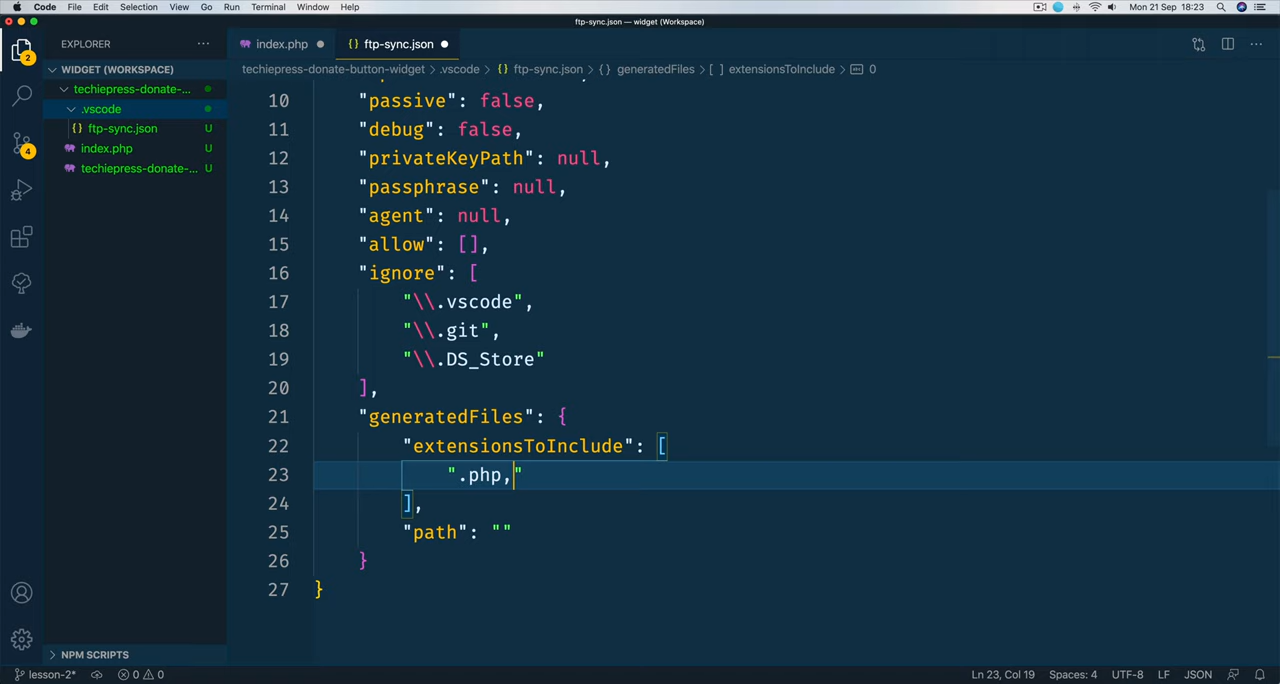 Code File Edit Selection View Go Run Terminal Window Help Mon 21 Sep 18:23
ftp-sync.json — widget (Workspace)
EXPLORER
index.php
{} ftp-sync.json
2
WIDGET (WORKSPACE)
techiepress-donate-button-widget > .vscode > {} ftp-sync.json > {} generatedFiles > [ ] extensionsToInclude > 0
techiepress-donate-...
.vscode
{} ftp-sync.json U
index.php U
techiepress-donate-... U
4
10 "passive": false,
11 "debug": false,
12 "privateKeyPath": null,
13 "passphrase": null,
14 "agent": null,
15 "allow": [],
16 "ignore": [
17 "\\.vscode",
18 "\\.git",
19 "\\.DS_Store"
20 ],
21 "generatedFiles": {
22 "extensionsToInclude": [
23 ".php,"
24 ],
25 "path": ""
26 }
27 }
NPM SCRIPTS
lesson-2* 0 0 Ln 23, Col 19 Spaces: 4 UTF-8 LF JSON